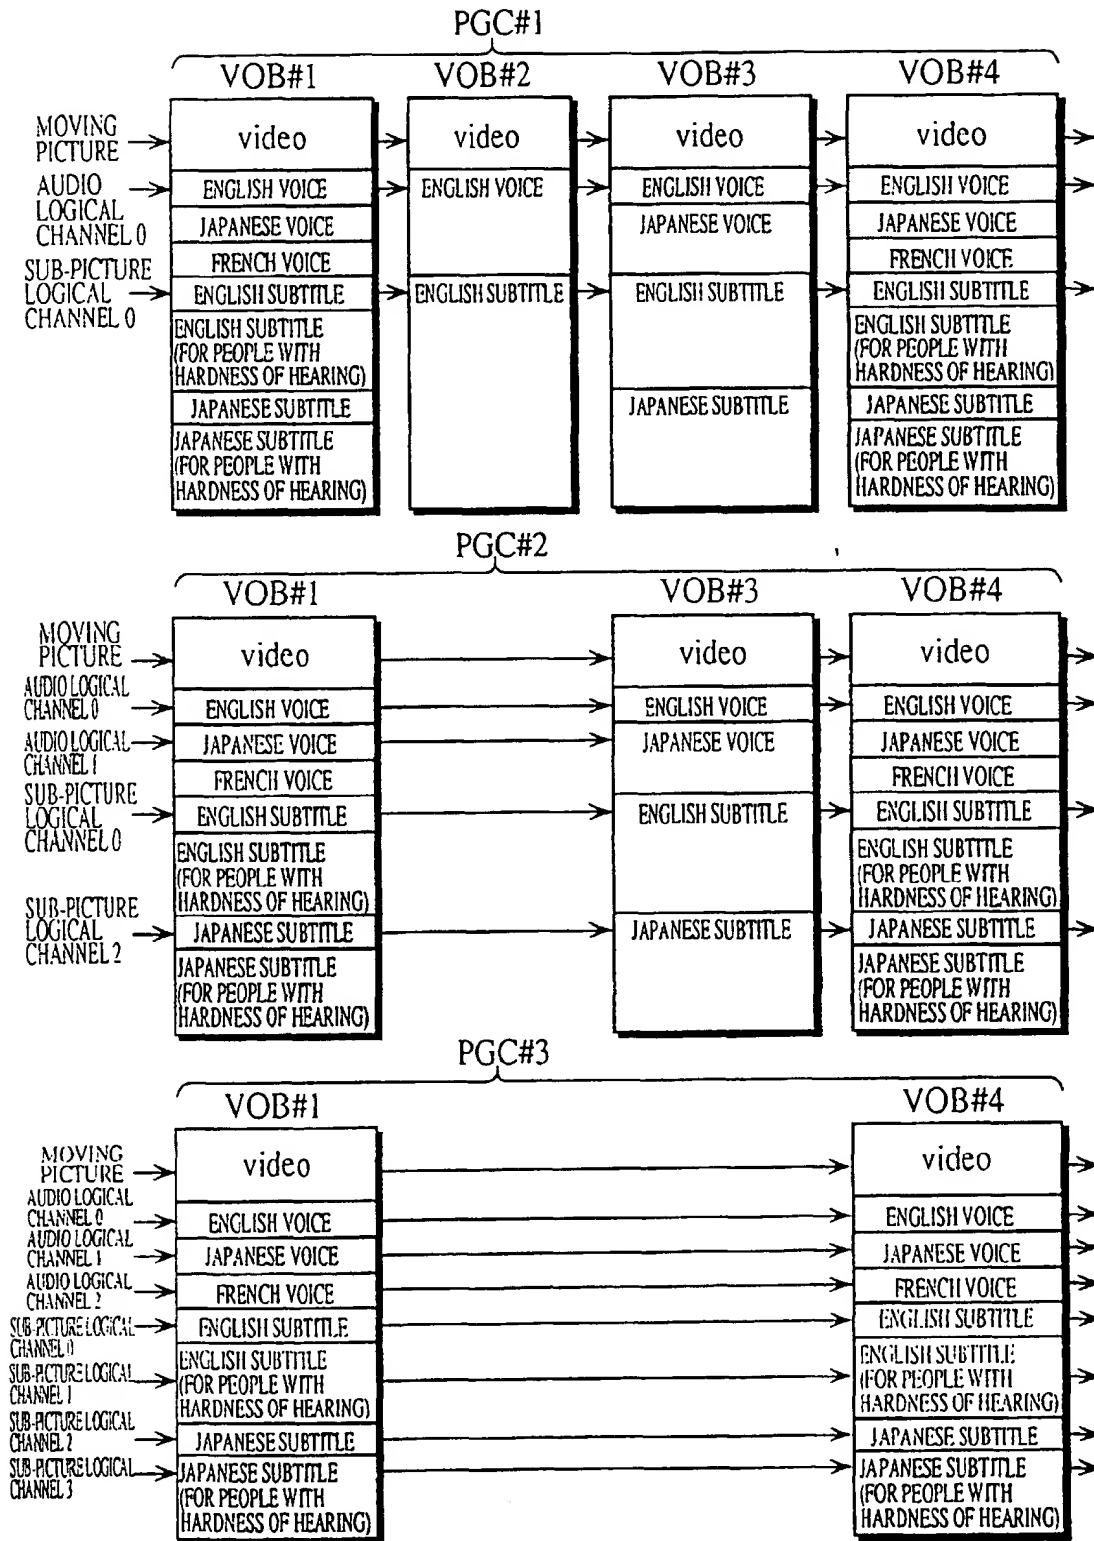 PGC#1
VOB#1 VOB#2 VOB#3 VOB#4
MOVING
PICTURE
video video video video
AUDIO
LOGICAL
CHANNEL 0
ENGLISH VOICE ENGLISH VOICE ENGLISH VOICE ENGLISH VOICE
JAPANESE VOICE JAPANESE VOICE JAPANESE VOICE
FRENCH VOICE FRENCH VOICE
SUB-PICTURE
LOGICAL
CHANNEL 0
ENGLISH SUBTITLE ENGLISH SUBTITLE ENGLISH SUBTITLE ENGLISH SUBTITLE
ENGLISH SUBTITLE
(FOR PEOPLE WITH
HARDNESS OF HEARING)
ENGLISH SUBTITLE
(FOR PEOPLE WITH
HARDNESS OF HEARING)
JAPANESE SUBTITLE JAPANESE SUBTITLE JAPANESE SUBTITLE
JAPANESE SUBTITLE
(FOR PEOPLE WITH
HARDNESS OF HEARING)
JAPANESE SUBTITLE
(FOR PEOPLE WITH
HARDNESS OF HEARING)
PGC#2
VOB#1 VOB#3 VOB#4
MOVING
PICTURE
video video video
AUDIO LOGICAL
CHANNEL 0
ENGLISH VOICE ENGLISH VOICE ENGLISH VOICE
AUDIO LOGICAL
CHANNEL 1
JAPANESE VOICE JAPANESE VOICE JAPANESE VOICE
FRENCH VOICE FRENCH VOICE
SUB-PICTURE
LOGICAL
CHANNEL 0
ENGLISH SUBTITLE ENGLISH SUBTITLE ENGLISH SUBTITLE
ENGLISH SUBTITLE
(FOR PEOPLE WITH
HARDNESS OF HEARING)
ENGLISH SUBTITLE
(FOR PEOPLE WITH
HARDNESS OF HEARING)
SUB-PICTURE
LOGICAL
CHANNEL 2
JAPANESE SUBTITLE JAPANESE SUBTITLE JAPANESE SUBTITLE
JAPANESE SUBTITLE
(FOR PEOPLE WITH
HARDNESS OF HEARING)
JAPANESE SUBTITLE
(FOR PEOPLE WITH
HARDNESS OF HEARING)
PGC#3
VOB#1 VOB#4
MOVING
PICTURE
video video
AUDIO LOGICAL
CHANNEL 0
ENGLISH VOICE ENGLISH VOICE
AUDIO LOGICAL
CHANNEL 1
JAPANESE VOICE JAPANESE VOICE
AUDIO LOGICAL
CHANNEL 2
FRENCH VOICE FRENCH VOICE
SUB-PICTURE LOGICAL
CHANNEL 0
ENGLISH SUBTITLE ENGLISH SUBTITLE
SUB-PICTURE LOGICAL
CHANNEL 1
ENGLISH SUBTITLE
(FOR PEOPLE WITH
HARDNESS OF HEARING)
ENGLISH SUBTITLE
(FOR PEOPLE WITH
HARDNESS OF HEARING)
SUB-PICTURE LOGICAL
CHANNEL 2
JAPANESE SUBTITLE JAPANESE SUBTITLE
SUB-PICTURE LOGICAL
CHANNEL 3
JAPANESE SUBTITLE
(FOR PEOPLE WITH
HARDNESS OF HEARING)
JAPANESE SUBTITLE
(FOR PEOPLE WITH
HARDNESS OF HEARING)